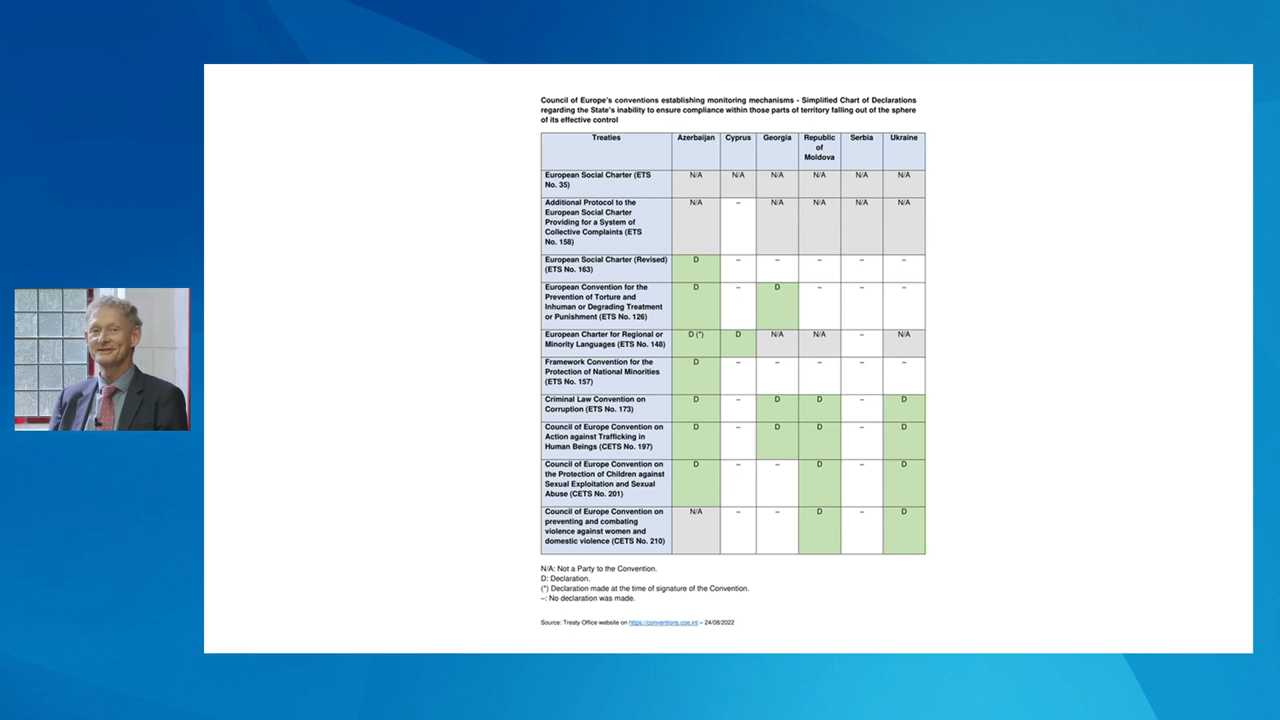 Council of Europe's conventions establishing monitoring mechanisms - Simplified Chart of Declarations
regarding the State's inability to ensure compliance within those parts of territory falling out of the sphere
of its effective control
Treaties Azerbaijan Cyprus Georgia Republic of Moldova Serbia Ukraine
European Social Charter (ETS N/A N/A N/A N/A N/A N/A
No. 35)
Additional Protocol to the N/A – N/A N/A N/A N/A
European Social Charter
Providing for a System of
Collective Complaints (ETS
No. 158)
European Social Charter (Revised) D – – – – –
(ETS No. 163)
European Convention for the D – D – – –
Prevention of Torture and
Inhuman or Degrading Treatment
or Punishment (ETS No. 126)
European Charter for Regional or D (*) D N/A N/A – N/A
Minority Languages (ETS No. 148)
Framework Convention for the D – – – – –
Protection of National Minorities
(ETS No. 157)
Criminal Law Convention on D – D D – D
Corruption (ETS No. 173)
Council of Europe Convention on D – D D – D
Action against Trafficking in
Human Beings (CETS No. 197)
Council of Europe Convention on D – – D – D
the Protection of Children against
Sexual Exploitation and Sexual
Abuse (CETS No. 201)
Council of Europe Convention on N/A – – D – D
preventing and combating
violence against women and
domestic violence (CETS No. 210)
N/A: Not a Party to the Convention.
D: Declaration.
(*) Declaration made at the time of signature of the Convention.
–: No declaration was made.
Source: Treaty Office website on https://conventions.coe.int – 24/08/2022